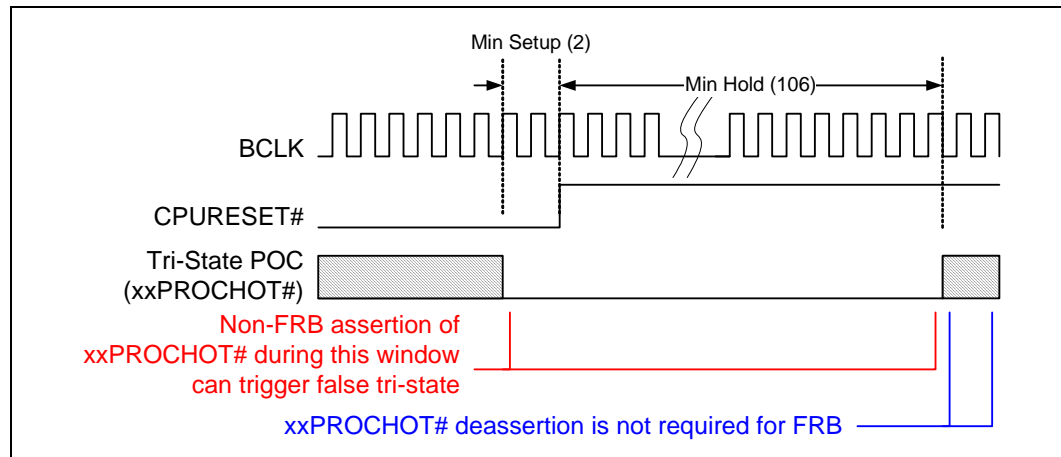 Min Setup (2)
Min Hold (106)
BCLK
CPURESET#
Tri-State POC
(xxPROCHOT#)
Non-FRB assertion of
xxPROCHOT# during this window
can trigger false tri-state
xxPROCHOT# deassertion is not required for FRB